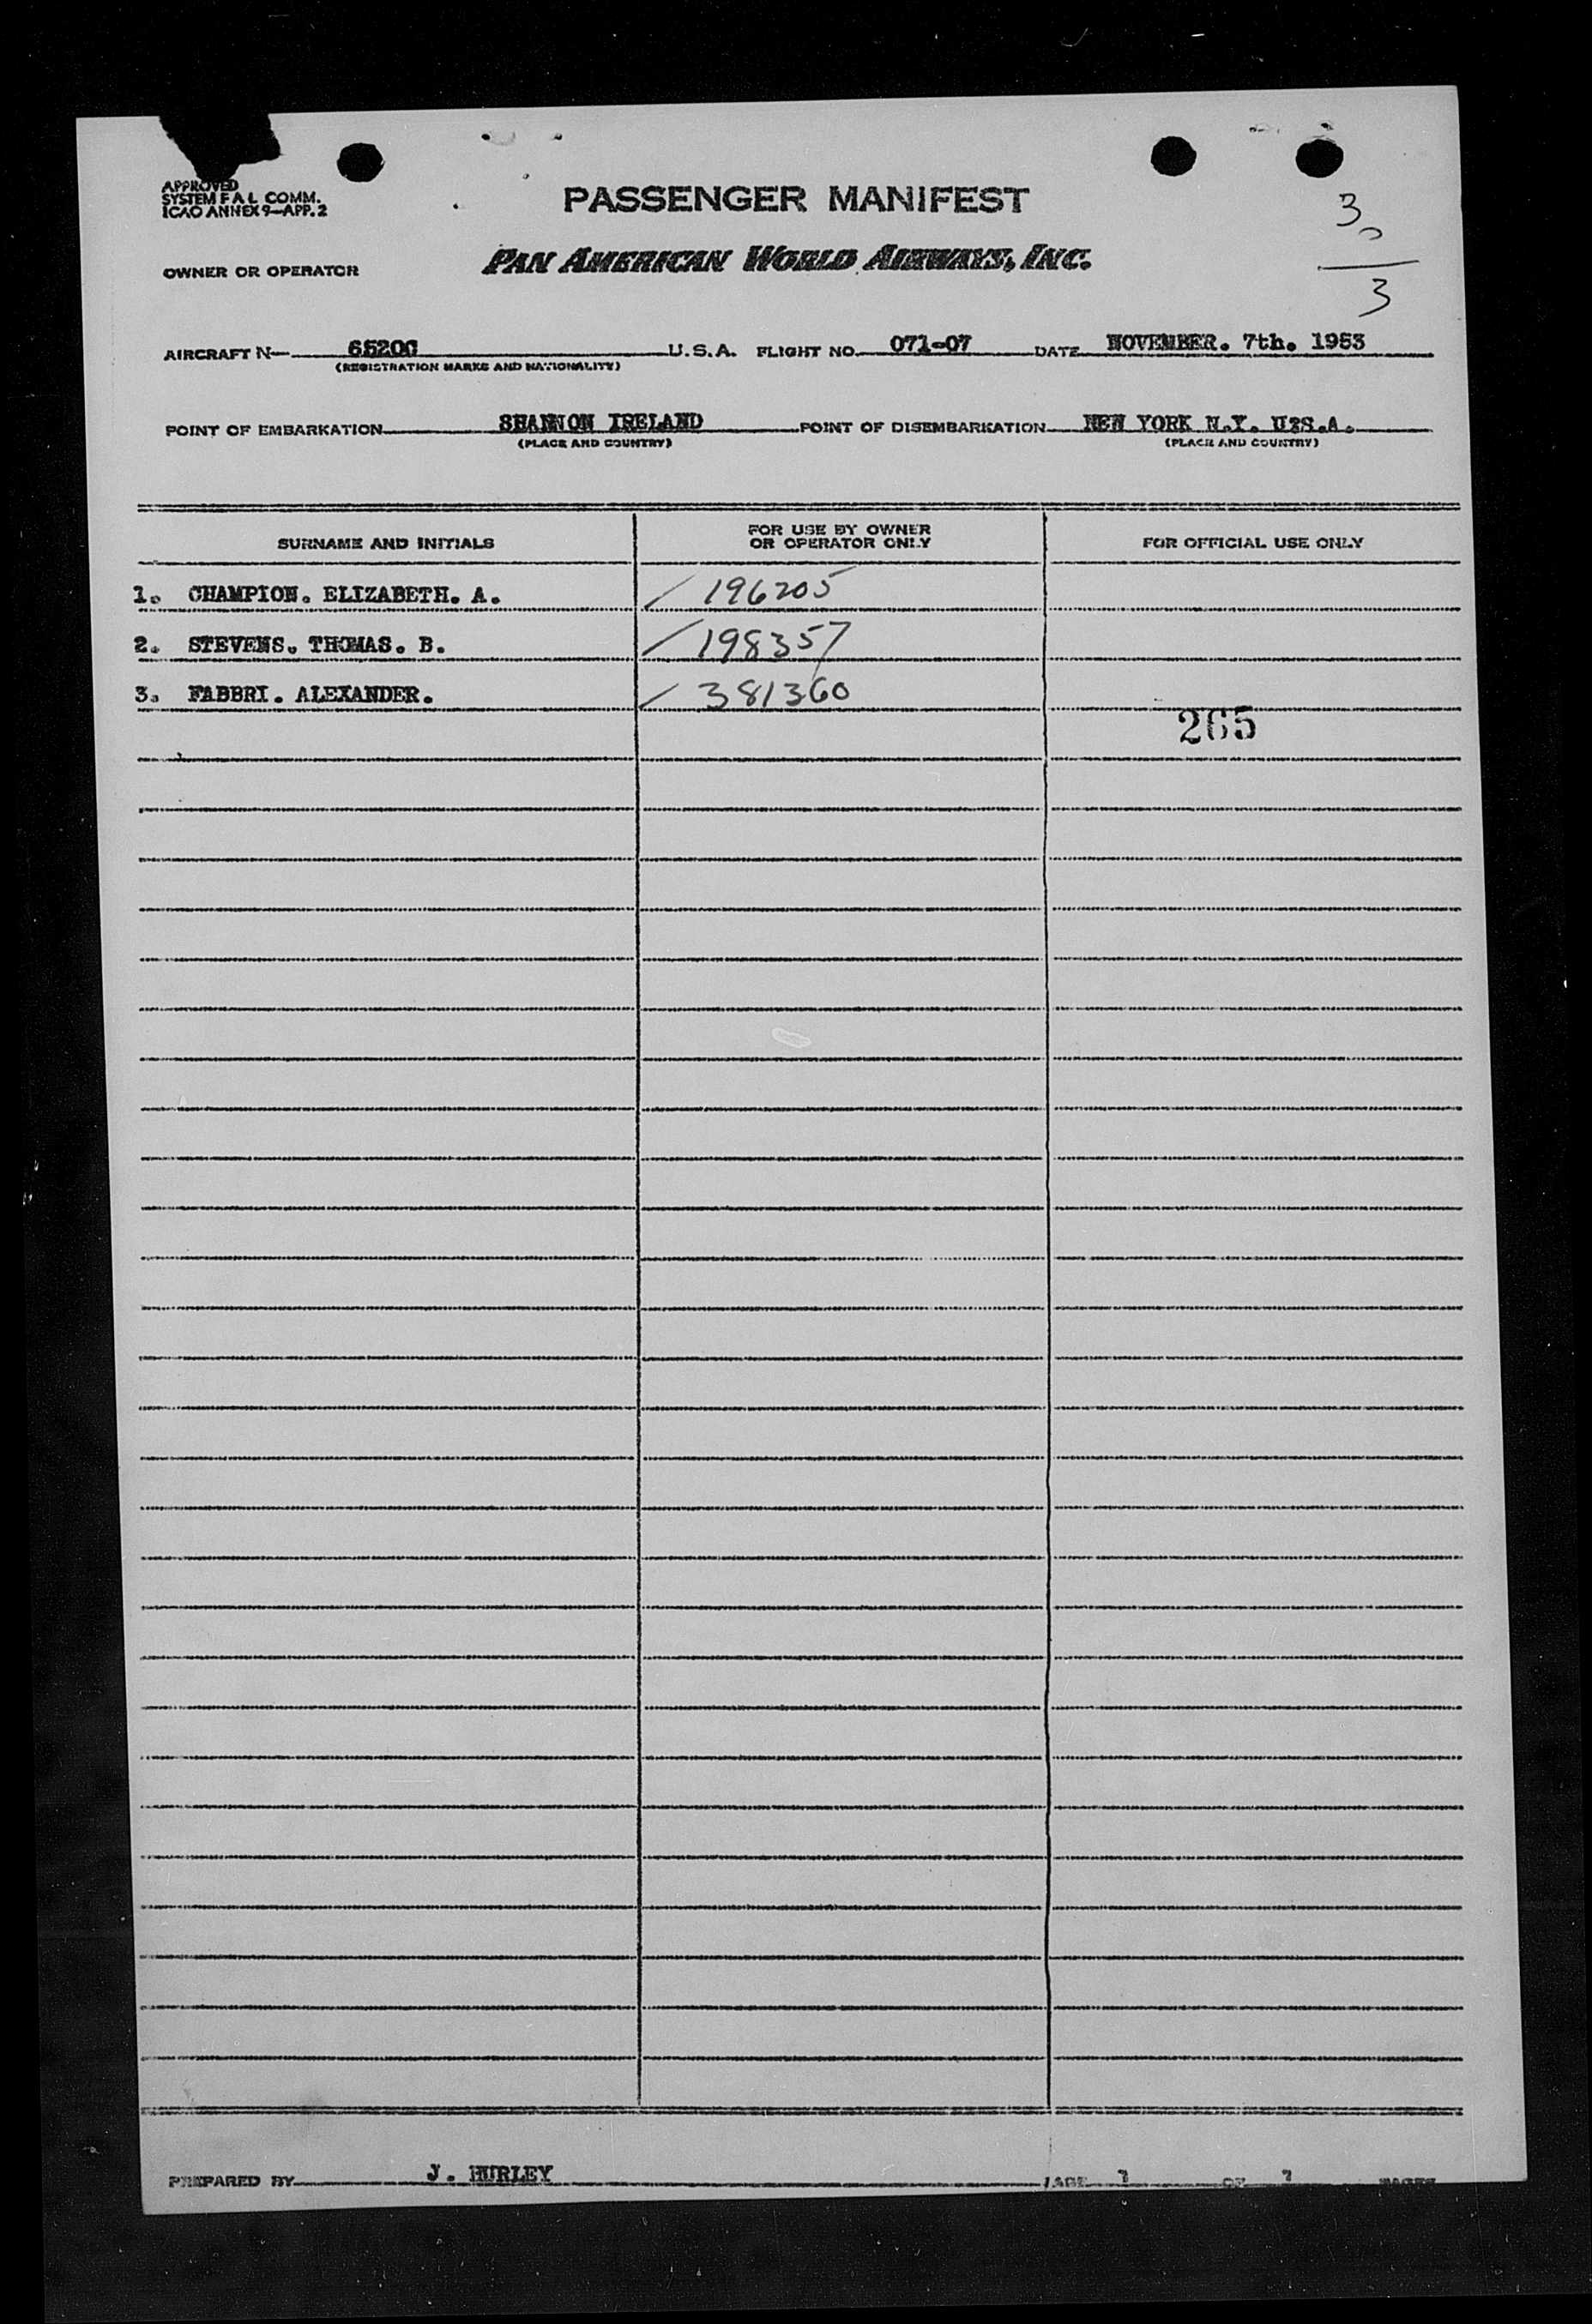 APPROVED
SYSTEM F A L COMM.
ICAO ANNEX 9—APP. 2
PASSENGER MANIFEST
3
3
OWNER OR OPERATOR PAN AMERICAN WORLD AIRWAYS, INC.
AIRCRAFT N— U.S.A. FLIGHT NO. 071-07 DATE NOVEMBER. 7th. 1953
(REGISTRATION MARKS AND NATIONALITY)
POINT OF EMBARKATION SHANNON IRELAND POINT OF DISEMBARKATION NEW YORK N.Y. U?S.A.
(PLACE AND COUNTRY) (PLACE AND COUNTRY)
SURNAME AND INITIALS FOR USE BY OWNER OR OPERATOR ONLY FOR OFFICIAL USE ONLY
1. CHAMPION. ELIZABETH. A. / 196205
2. STEVENS. THOMAS. B. / 198357
3. FABBRI. ALEXANDER. / 381360
265
PREPARED BY J. HURLEY PAGE 1 OF PAGES